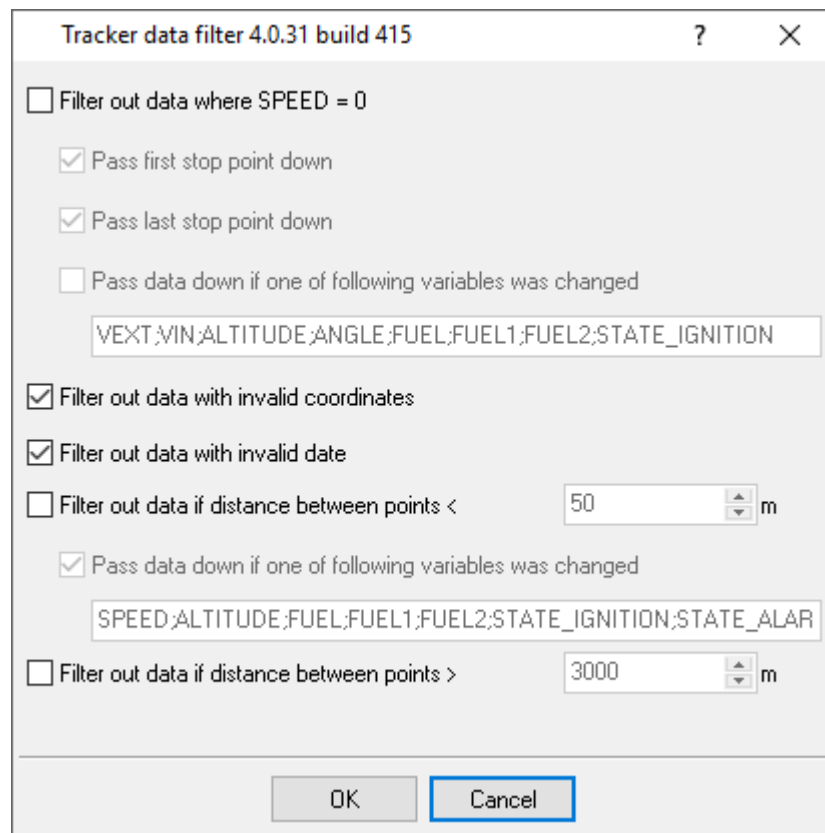 Tracker data filter 4.0.31 build 415 ?
Filter out data where SPEED = 0
Pass first stop point down
Pass last stop point down
Pass data down if one of following variables was changed
VEXT;VIN;ALTITUDE;ANGLE;FUEL;FUEL1;FUEL2;STATE_IGNITION
Filter out data with invalid coordinates
Filter out data with invalid date
Filter out data if distance between points < 50 m
Pass data down if one of following variables was changed
SPEED;ALTITUDE;FUEL;FUEL1;FUEL2;STATE_IGNITION;STATE_ALAR
Filter out data if distance between points > 3000 m
OK Cancel